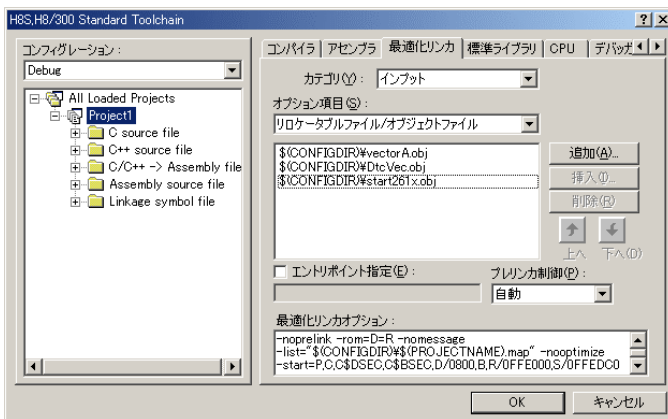 H8S,H8/300 Standard Toolchain
コンフィグレーション :
Debug
All Loaded Projects
Project1
C source file
C++ source file
C/C++ -> Assembly file
Assembly source file
Linkage symbol file
コンパイラ アセンブラ 最適化リンカ 標準ライブラリ CPU デバッガ
カテゴリ(Y) : インプット
オプション項目(S) :
リロケータブルファイル/オブジェクトファイル
$(CONFIGDIR)¥vectorA.obj
$(CONFIGDIR)¥DtcVec.obj
$(CONFIGDIR)¥start261x.obj
追加(A)...
挿入(I)...
削除(R)
上へ 下へ(D)
エントリポイント指定(E) :
プレリンカ制御(P) :
自動
最適化リンカオプション :
-noprelink -rom=D=R -nomessage
-list="$(CONFIGDIR)¥$(PROJECTNAME).map" -nooptimize
-start=P,C,C$DSEC,C$BSEC,D/0800,B,R/0FFE000,S/0FFEDC0
OK キャンセル